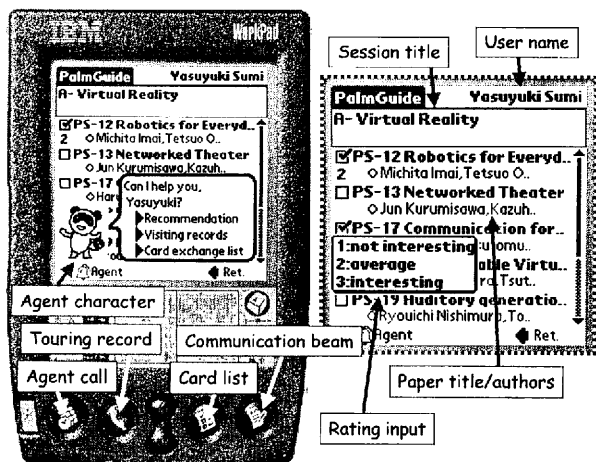 IBM
WorkPad
PalmGuide Yasuyuki Sumi
A- Virtual Reality
PS-12 Robotics for Everyd..
2 ◇Michita Imai,Tetsuo O..
PS-13 Networked Theater
◇Jun Kurumisawa,Kazuh..
PS-17
Can I help you,
Yasuyuki?
Recommendation
Visiting records
Card exchange list
Agent Ret.
Agent character
Touring record
Communication beam
Agent call
Card list
Session title
User name
PalmGuide Yasuyuki Sumi
A- Virtual Reality
PS-12 Robotics for Everyd..
2 ◇Michita Imai,Tetsuo O..
PS-13 Networked Theater
◇Jun Kurumisawa,Kazuh..
PS-17 Communication for..
1:not interesting
2:average
3:interesting
PS-19 Auditory generatio..
◇Ryouichi Nishimura,To..
Agent Ret.
Paper title/authors
Rating input